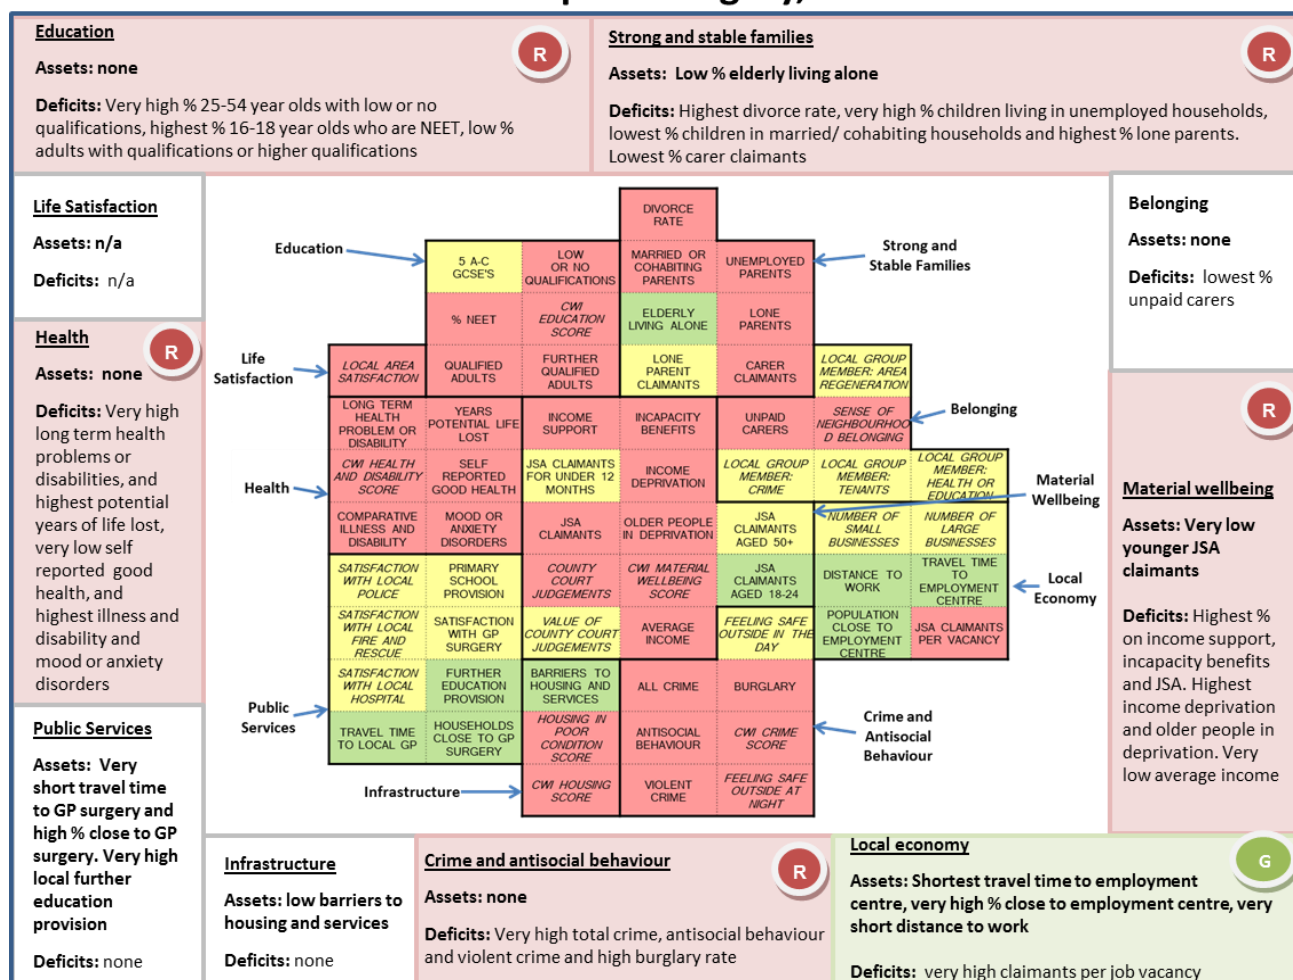 Education
R
Assets: none
Deficits: Very high % 25-54 year olds with low or no
qualifications, highest % 16-18 year olds who are NEET, low %
adults with qualifications or higher qualifications
Strong and stable families
R
Assets: Low % elderly living alone
Deficits: Highest divorce rate, very high % children living in unemployed households,
lowest % children in married/ cohabiting households and highest % lone parents.
Lowest % carer claimants
Life Satisfaction
Assets: n/a
Deficits: n/a
Health
R
Assets: none
Deficits: Very high
long term health
problems or
disabilities, and
highest potential
years of life lost,
very low self
reported good
health, and
highest illness and
disability and
mood or anxiety
disorders
Public Services
Assets: Very
short travel time
to GP surgery and
high % close to GP
surgery. Very high
local further
education
provision
Deficits: none
Education
Life
Satisfaction
Health
Public
Services
Infrastructure
Strong and
Stable Families
Belonging
Material
Wellbeing
Local
Economy
Crime and
Antisocial
Behaviour
DIVORCE
RATE
5 A-C
GCSE'S
LOW
OR NO
QUALIFICATIONS
MARRIED OR
COHABITING
PARENTS
UNEMPLOYED
PARENTS
% NEET
CWI
EDUCATION
SCORE
ELDERLY
LIVING ALONE
LONE
PARENTS
LOCAL AREA
SATISFACTION
QUALIFIED
ADULTS
FURTHER
QUALIFIED
ADULTS
LONE
PARENT
CLAIMANTS
CARER
CLAIMANTS
LOCAL GROUP
MEMBER: AREA
REGENERATION
LONG TERM
HEALTH
PROBLEM OR
DISABILITY
YEARS
POTENTIAL LIFE
LOST
INCOME
SUPPORT
INCAPACITY
BENEFITS
UNPAID
CARERS
SENSE OF
NEIGHBOURHOO
D BELONGING
CWI HEALTH
AND DISABILITY
SCORE
SELF
REPORTED
GOOD HEALTH
JSA CLAIMANTS
FOR UNDER 12
MONTHS
INCOME
DEPRIVATION
LOCAL GROUP
MEMBER:
CRIME
LOCAL GROUP
MEMBER:
TENANTS
LOCAL GROUP
MEMBER:
HEALTH OR
EDUCATION
COMPARATIVE
ILLNESS AND
DISABILITY
MOOD OR
ANXIETY
DISORDERS
JSA
CLAIMANTS
OLDER PEOPLE
IN DEPRIVATION
JSA
CLAIMANTS
AGED 50+
NUMBER OF
SMALL
BUSINESSES
NUMBER OF
LARGE
BUSINESSES
SATISFACTION
WITH LOCAL
POLICE
PRIMARY
SCHOOL
PROVISION
COUNTY
COURT
JUDGEMENTS
CWI MATERIAL
WELLBEING
SCORE
JSA
CLAIMANTS
AGED 18-24
DISTANCE TO
WORK
TRAVEL TIME
TO
EMPLOYMENT
CENTRE
SATISFACTION
WITH LOCAL
FIRE AND
RESCUE
SATISFACTION
WITH GP
SURGERY
VALUE OF
COUNTY COURT
JUDGEMENTS
AVERAGE
INCOME
FEELING SAFE
OUTSIDE IN THE
DAY
POPULATION
CLOSE TO
EMPLOYMENT
CENTRE
JSA CLAIMANTS
PER VACANCY
SATISFACTION
WITH LOCAL
HOSPITAL
FURTHER
EDUCATION
PROVISION
BARRIERS TO
HOUSING AND
SERVICES
ALL CRIME
BURGLARY
TRAVEL TIME
TO LOCAL GP
HOUSEHOLDS
CLOSE TO GP
SURGERY
HOUSING IN
POOR
CONDITION
SCORE
ANTISOCIAL
BEHAVIOUR
CWI CRIME
SCORE
CWI HOUSING
SCORE
VIOLENT
CRIME
FEELING SAFE
OUTSIDE AT
NIGHT
Belonging
Assets: none
Deficits: lowest %
unpaid carers
R
Material wellbeing
Assets: Very low
younger JSA
claimants
Deficits: Highest %
on income support,
incapacity benefits
and JSA. Highest
income deprivation
and older people in
deprivation. Very
low average income
Infrastructure
Assets: low barriers to
housing and services
Deficits: none
Crime and antisocial behaviour
R
Assets: none
Deficits: Very high total crime, antisocial behaviour
and violent crime and high burglary rate
Local economy
G
Assets: Shortest travel time to employment
centre, very high % close to employment centre, very
short distance to work
Deficits: very high claimants per job vacancy